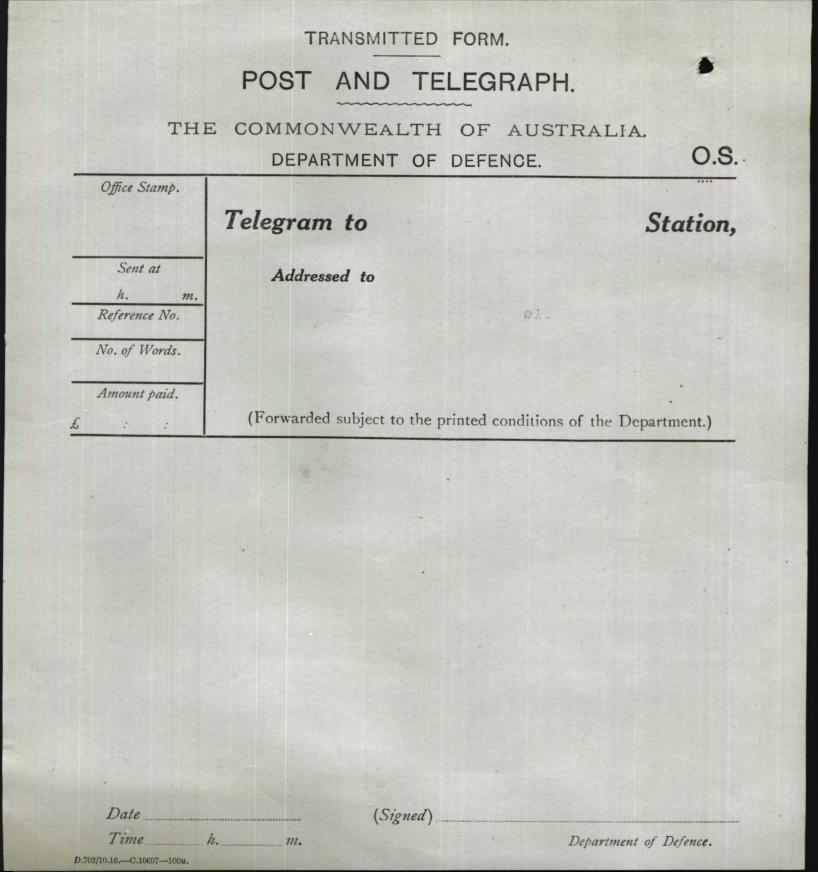 TRANSMITTED FORM.
POST AND TELEGRAPH.
THE COMMONWEALTH OF AUSTRALIA.
DEPARTMENT OF DEFENCE.
O.S.
Office Stamp.
Telegram to Station,
Sent at
Addressed to
h. m.
Reference No.
No. of Words.
Amount paid.
£ : :
(Forwarded subject to the printed conditions of the Department.)
Date (Signed)
Time h. m.
Department of Defence.
D.702/10.16.—C.10697—100M.